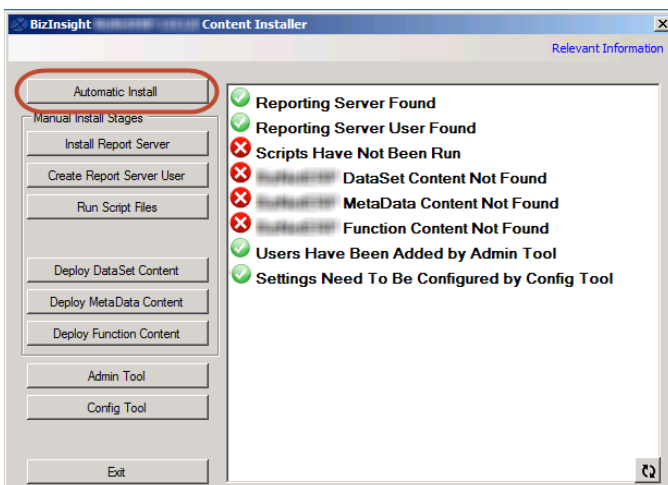 BizInsight Content Installer
Relevant Information
Automatic Install
Manual Install Stages
Install Report Server
Create Report Server User
Run Script Files
Deploy DataSet Content
Deploy MetaData Content
Deploy Function Content
Admin Tool
Config Tool
Exit
Reporting Server Found
Reporting Server User Found
Scripts Have Not Been Run
DataSet Content Not Found
MetaData Content Not Found
Function Content Not Found
Users Have Been Added by Admin Tool
Settings Need To Be Configured by Config Tool